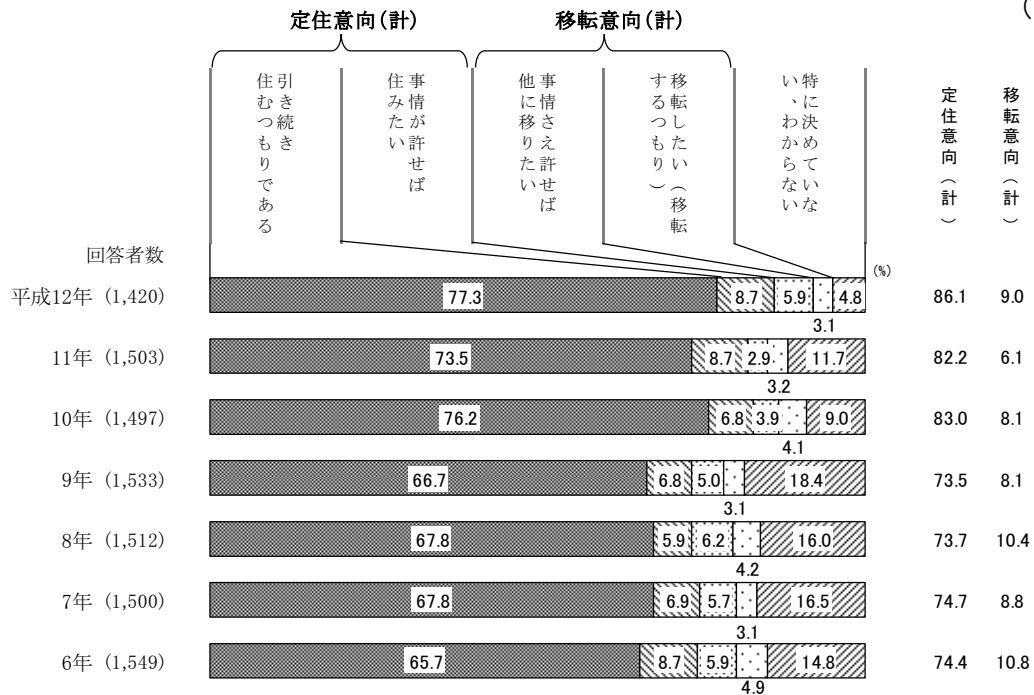 (
定住意向(計) 移転意向(計)
引き続き
住むつもりである
事情が許せば
住みたい
事情さえ許せば
他に移りたい
移転したい(移転
するつもり)
特に決めていな
い、わからない
定住意向(計)
移転意向(計)
回答者数
(%)
平成12年 (1,420) 77.3 8.7 5.9 4.8 86.1 9.0
3.1
11年 (1,503) 73.5 8.7 2.9 11.7 82.2 6.1
3.2
10年 (1,497) 76.2 6.8 3.9 9.0 83.0 8.1
4.1
9年 (1,533) 66.7 6.8 5.0 18.4 73.5 8.1
3.1
8年 (1,512) 67.8 5.9 6.2 16.0 73.7 10.4
4.2
7年 (1,500) 67.8 6.9 5.7 16.5 74.7 8.8
3.1
6年 (1,549) 65.7 8.7 5.9 14.8 74.4 10.8
4.9